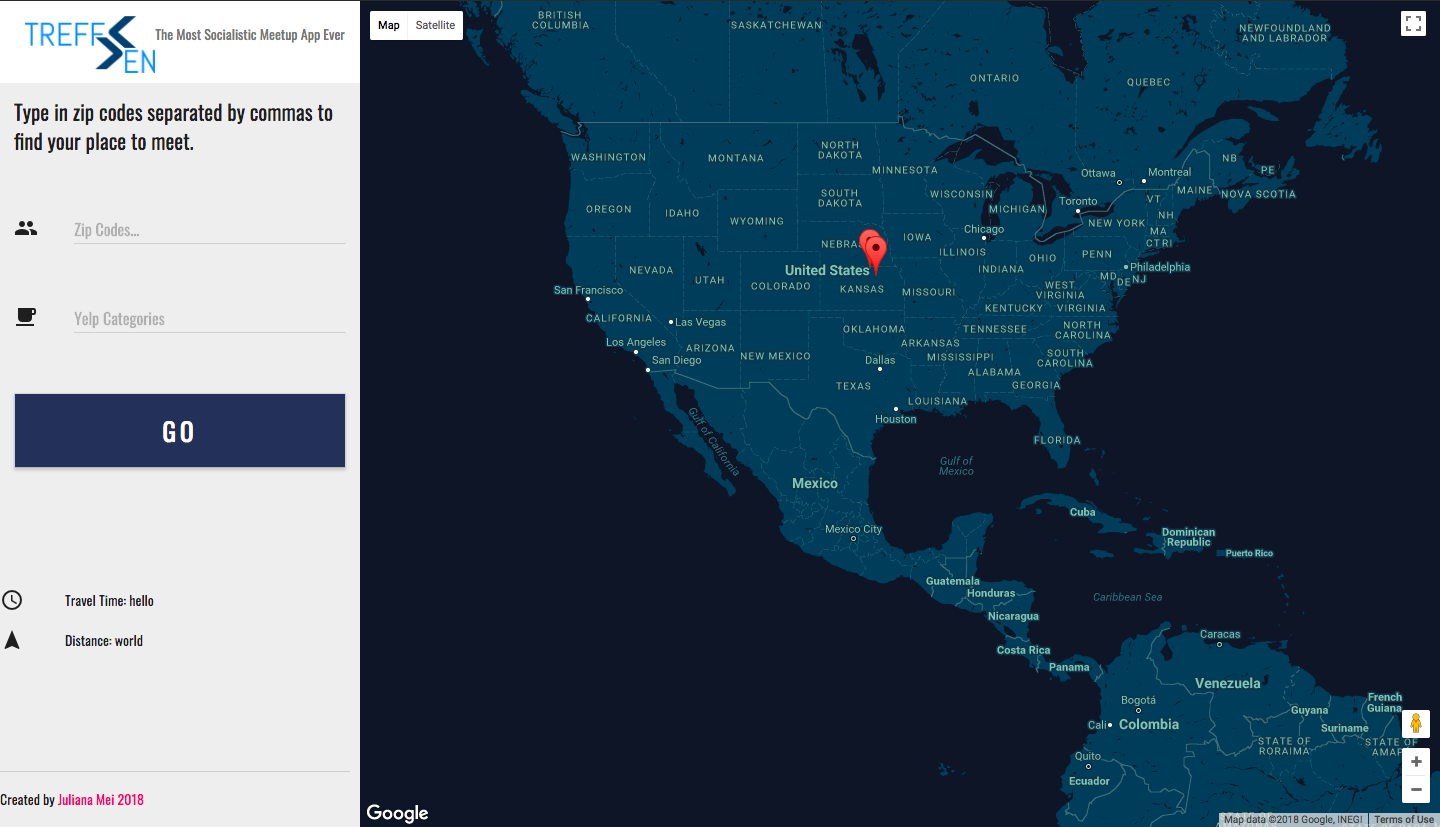 TREFF
EN
The Most Socialistic Meetup App Ever
Type in zip codes separated by commas to
find your place to meet.
Zip Codes...
Yelp Categories
GO
Travel Time: hello
Distance: world
Created by Juliana Mei 2018
Map
Satellite
BRITISH
COLUMBIA
SASKATCHEWAN
NEWFOUNDLAND
AND LABRADOR
ONTARIO
QUEBEC
WASHINGTON
MONTANA
NORTH
DAKOTA
MINNESOTA
NB
PE
Ottawa
Montreal
MAINE
NOVA SCOTIA
SOUTH
DAKOTA
WISCONSIN
MICHIGAN
Toronto
VT
NH
OREGON
IDAHO
WYOMING
NEW YORK
MA
CT RI
Chicago
IOWA
NEBRAS
ILLINOIS
INDIANA
OHIO
PENN
Philadelphia
United States
NEVADA
UTAH
COLORADO
KANSAS
MISSOURI
MD
DE
NJ
WEST
VIRGINIA
San Francisco
KENTUCKY
VIRGINIA
CALIFORNIA
Las Vegas
OKLAHOMA
TENNESSEE
NORTH
CAROLINA
Los Angeles
ARIZONA
NEW MEXICO
ARKANSAS
San Diego
Dallas
MISSISSIPPI
SOUTH
CAROLINA
ALABAMA
TEXAS
GEORGIA
LOUISIANA
Houston
Gulf of California
FLORIDA
Gulf of
Mexico
Mexico
Mexico City
Cuba
Dominican
Republic
Puerto Rico
Guatemala
Honduras
Caribbean Sea
Nicaragua
Costa Rica
Panama
Caracas
Venezuela
Bogotá
Cali
Colombia
Guyana
French
Guiana
Suriname
STATE OF
RORAIMA
STATE OF
AMAP
Quito
Ecuador
Google
Map data ©2018 Google, INEGI
Terms of Use